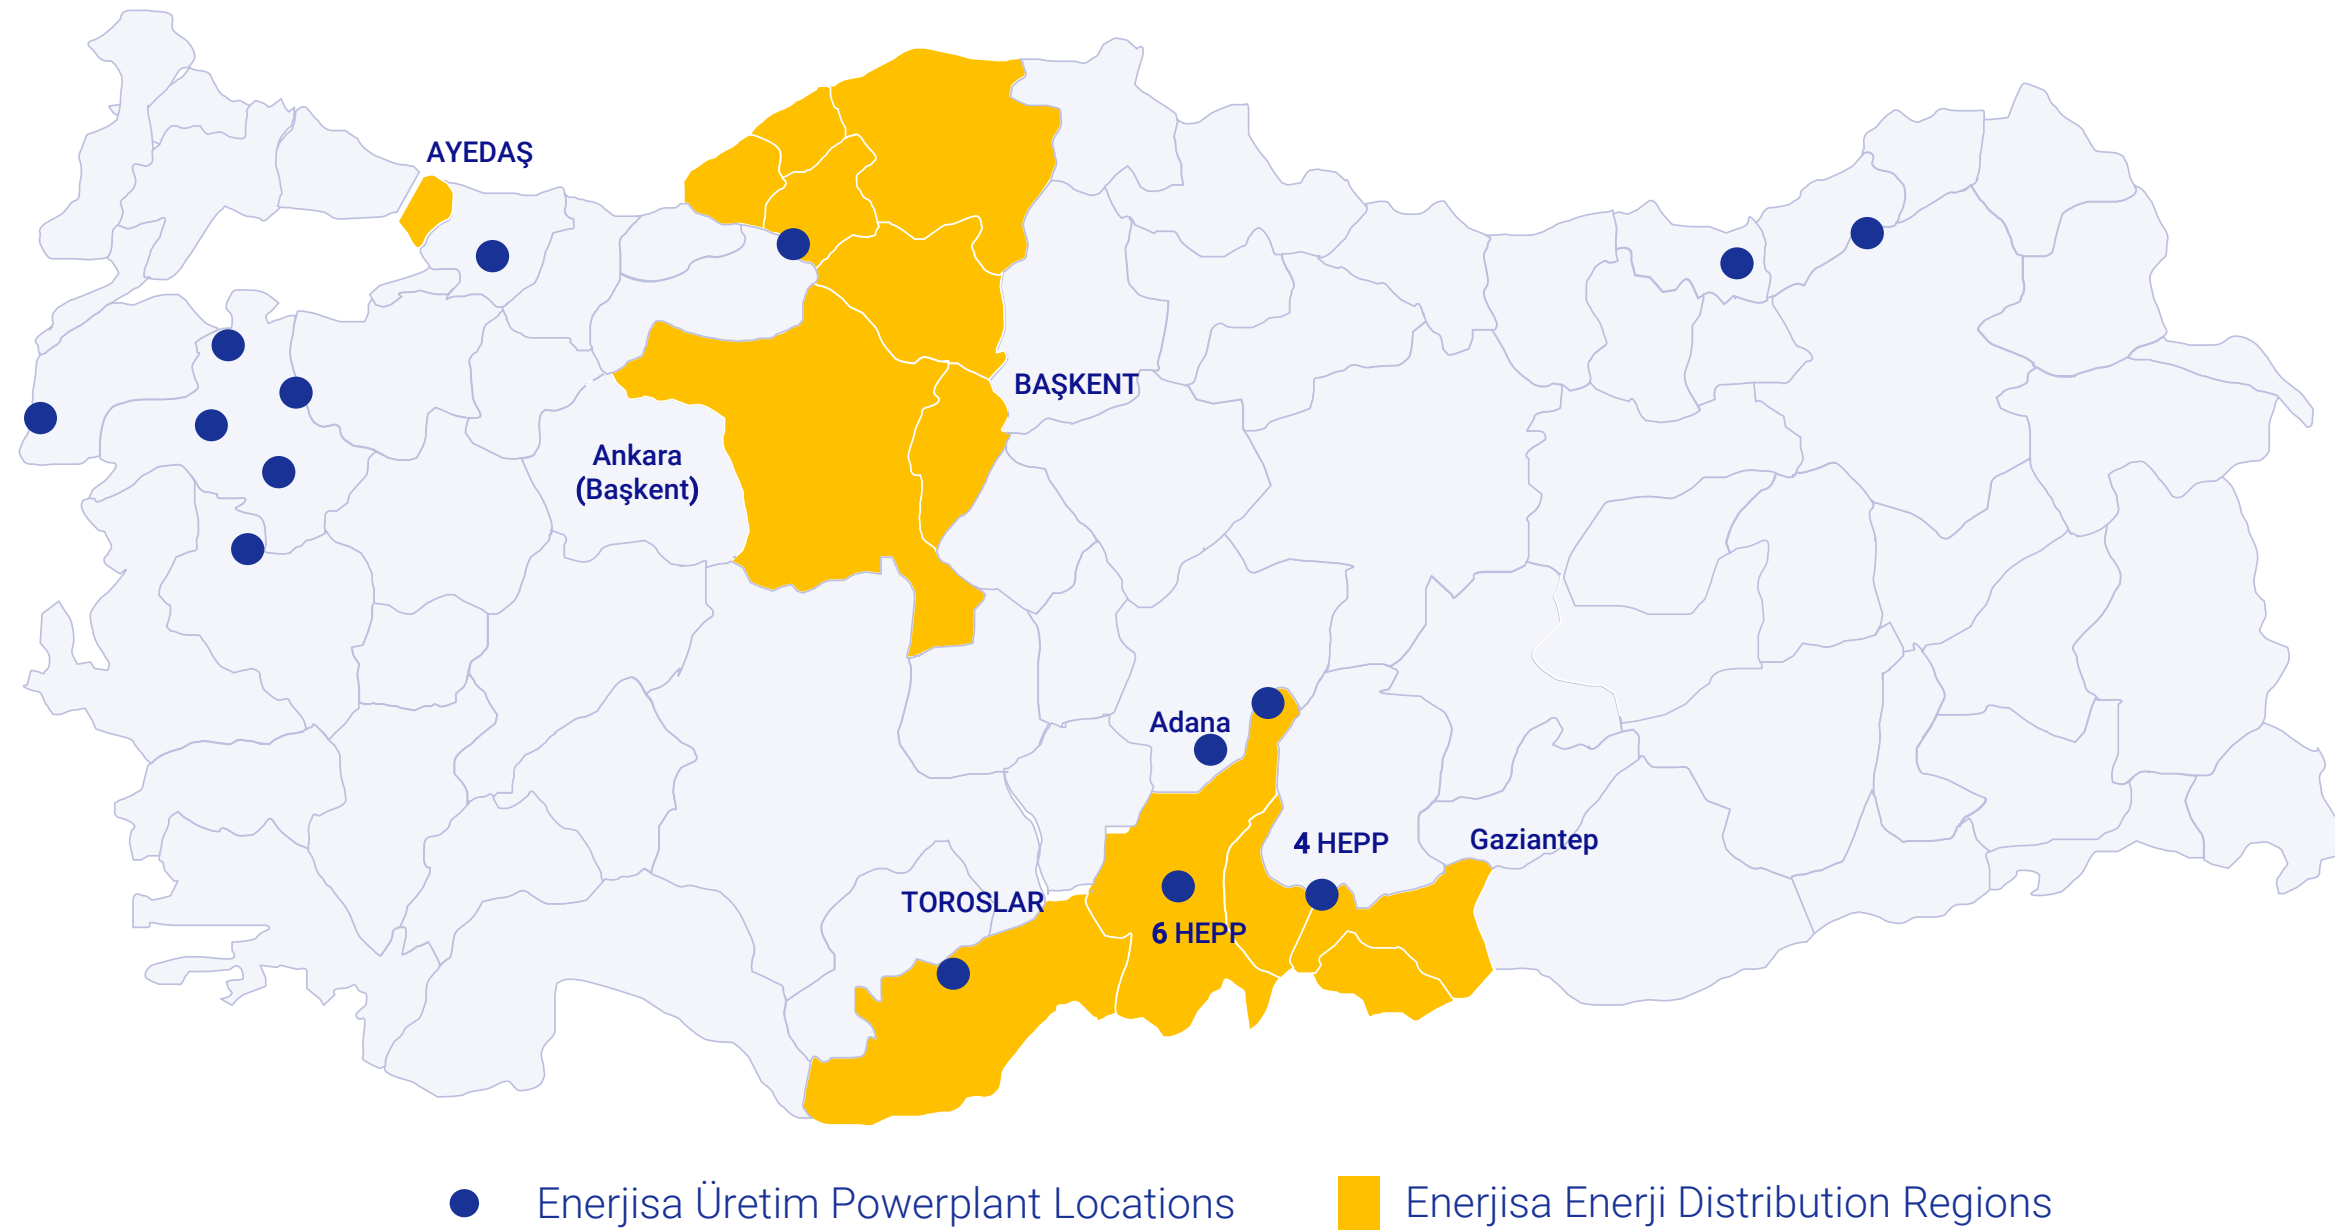 AYEDAŞ
BAŞKENT
Ankara
(Başkent)
Adana
4 HEPP
Gaziantep
TOROSLAR
6 HEPP
Enerjisa Üretim Powerplant Locations
Enerjisa Enerji Distribution Regions